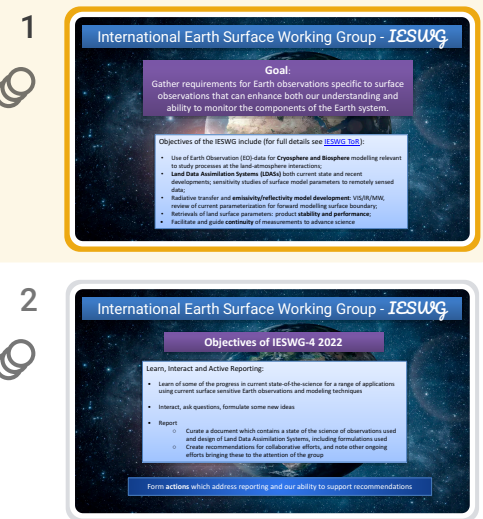 1
International Earth Surface Working Group - IESWG
Goal:
Gather requirements for Earth observations specific to surface
observations that can enhance both our understanding and
ability to monitor the components of the Earth system.
Objectives of the IESWG include (for full details see IESWG ToR):
• Use of Earth Observation (EO)-data for Cryosphere and Biosphere modelling relevant
to study processes at the land-atmosphere interactions;
• Land Data Assimilation Systems (LDASs) both current state and recent
developments; sensitivity studies of surface model parameters to remotely sensed
data;
• Radiative transfer and emissivity/reflectivity model development: VIS/IR/MW,
review of current parameterization for forward modelling surface boundary;
• Retrievals of land surface parameters: product stability and performance;
• Facilitate and guide continuity of measurements to advance science
2
International Earth Surface Working Group - IESWG
Objectives of IESWG-4 2022
Learn, Interact and Active Reporting:
• Learn of some of the progress in current state-of-the-science for a range of applications
using current surface sensitive Earth observations and modeling techniques
• Interact, ask questions, formulate some new ideas
• Report
○ Curate a document which contains a state of the science of observations used
and design of Land Data Assimilation Systems, including formulations used
○ Create recommendations for collaborative efforts, and note other ongoing
efforts bringing these to the attention of the group
Form actions which address reporting and our ability to support recommendations